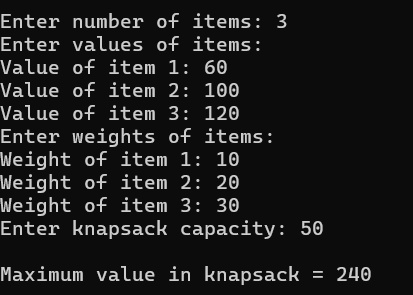 Enter number of items: 3
Enter values of items:
Value of item 1: 60
Value of item 2: 100
Value of item 3: 120
Enter weights of items:
Weight of item 1: 10
Weight of item 2: 20
Weight of item 3: 30
Enter knapsack capacity: 50
Maximum value in knapsack = 240